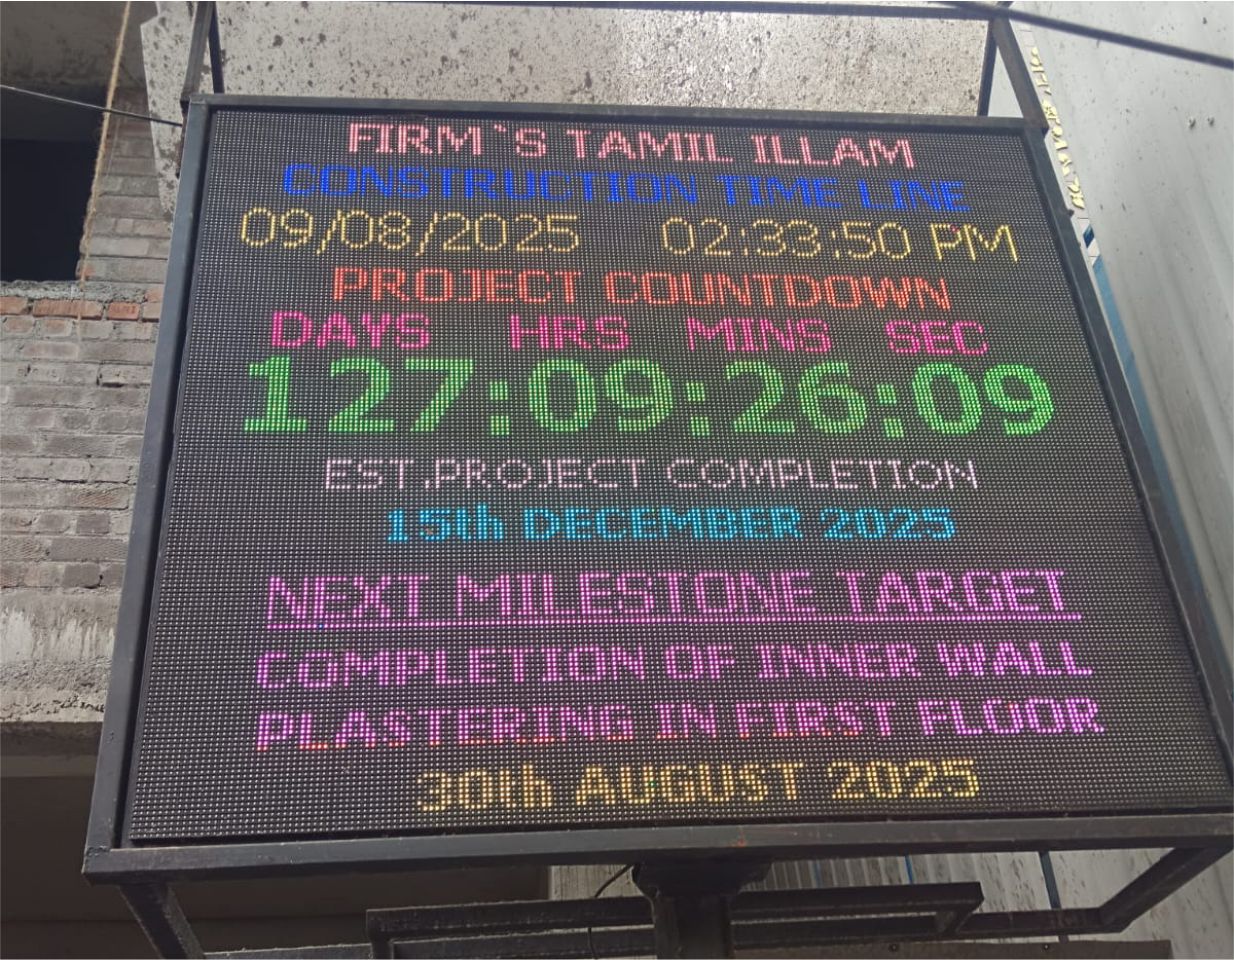 FIRM`S TAMIL ILLAM
CONSTRUCTION TIME LINE
09/08/2025 02:33:50 PM
PROJECT COUNTDOWN
DAYS HRS MINS SEC
127:09:26:09
EST.PROJECT COMPLETION
15th DECEMBER 2025
NEXT MILESTONE TARGET
COMPLETION OF INNER WALL
PLASTERING IN FIRST FLOOR
30th AUGUST 2025